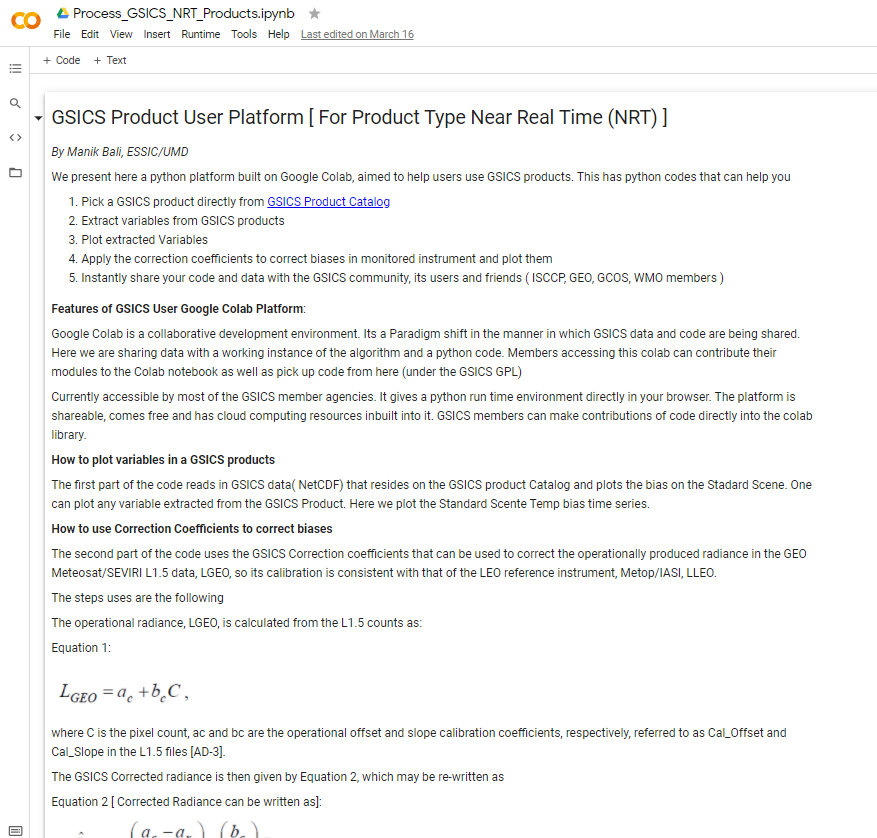 Process_GSICS_NRT_Products.ipynb
File Edit View Insert Runtime Tools Help Last edited on March 16
+ Code + Text
GSICS Product User Platform [ For Product Type Near Real Time (NRT) ]
By Manik Bali, ESSIC/UMD
We present here a python platform built on Google Colab, aimed to help users use GSICS products. This has python codes that can help you
1. Pick a GSICS product directly from GSICS Product Catalog
2. Extract variables from GSICS products
3. Plot extracted Variables
4. Apply the correction coefficients to correct biases in monitored instrument and plot them
5. Instantly share your code and data with the GSICS community, its users and friends ( ISCCP, GEO, GCOS, WMO members )
Features of GSICS User Google Colab Platform:
Google Colab is a collaborative development environment. Its a Paradigm shift in the manner in which GSICS data and code are being shared.
Here we are sharing data with a working instance of the algorithm and a python code. Members accessing this colab can contribute their
modules to the Colab notebook as well as pick up code from here (under the GSICS GPL)
Currently accessible by most of the GSICS member agencies. It gives a python run time environment directly in your browser. The platform is
shareable, comes free and has cloud computing resources inbuilt into it. GSICS members can make contributions of code directly into the colab
library.
How to plot variables in a GSICS products
The first part of the code reads in GSICS data( NetCDF) that resides on the GSICS product Catalog and plots the bias on the Stadard Scene. One
can plot any variable extracted from the GSICS Product. Here we plot the Standard Scente Temp bias time series.
How to use Correction Coefficients to correct biases
The second part of the code uses the GSICS Correction coefficients that can be used to correct the operationally produced radiance in the GEO
Meteosat/SEVIRI L1.5 data, LGEO, so its calibration is consistent with that of the LEO reference instrument, Metop/IASI, LLEO.
The steps uses are the following
The operational radiance, LGEO, is calculated from the L1.5 counts as:
Equation 1:
L_GEO = a_c + b_c C ,
where C is the pixel count, ac and bc are the operational offset and slope calibration coefficients, respectively, referred to as Cal_Offset and
Cal_Slope in the L1.5 files [AD-3].
The GSICS Corrected radiance is then given by Equation 2, which may be re-written as
Equation 2 [ Corrected Radiance can be written as]: